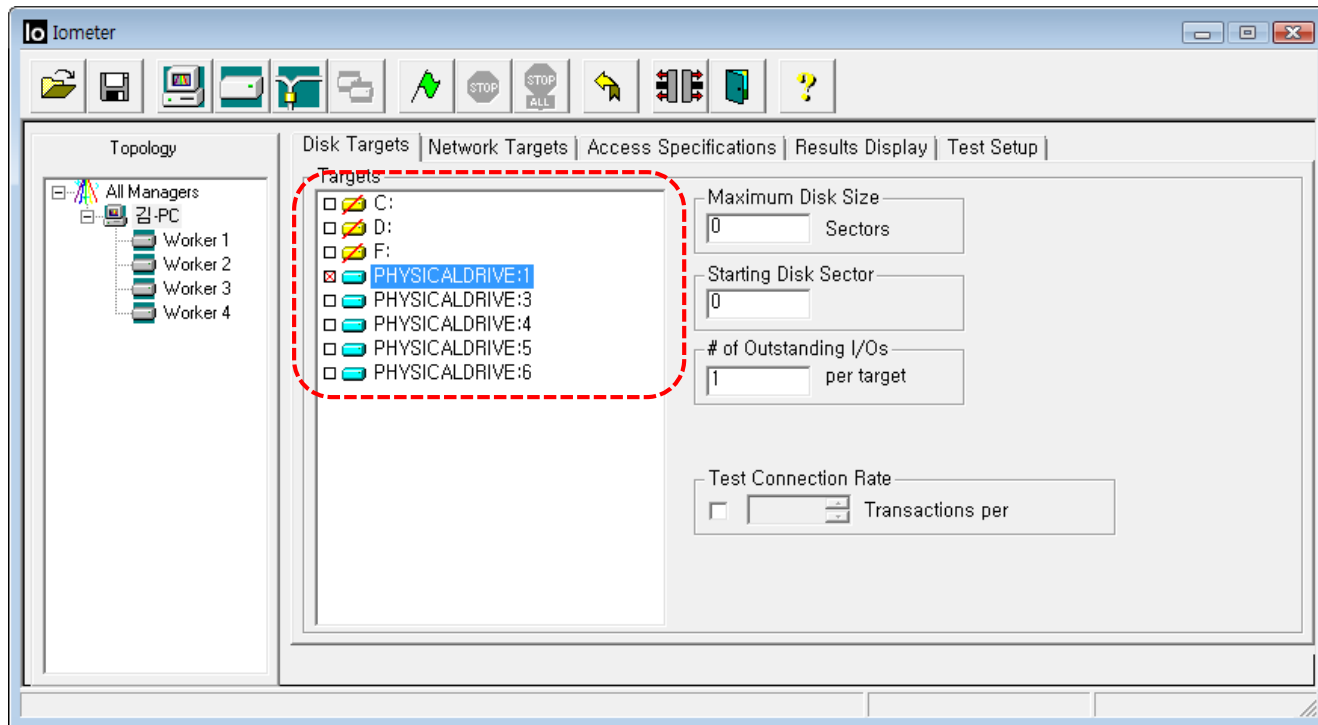 Io Iometer
STOP
STOP ALL
?
Topology
All Managers
김-PC
Worker 1
Worker 2
Worker 3
Worker 4
Disk Targets Network Targets Access Specifications Results Display Test Setup
Targets
C:
D:
F:
PHYSICALDRIVE:1
PHYSICALDRIVE:3
PHYSICALDRIVE:4
PHYSICALDRIVE:5
PHYSICALDRIVE:6
Maximum Disk Size
0 Sectors
Starting Disk Sector
0
# of Outstanding I/Os
1 per target
Test Connection Rate
Transactions per